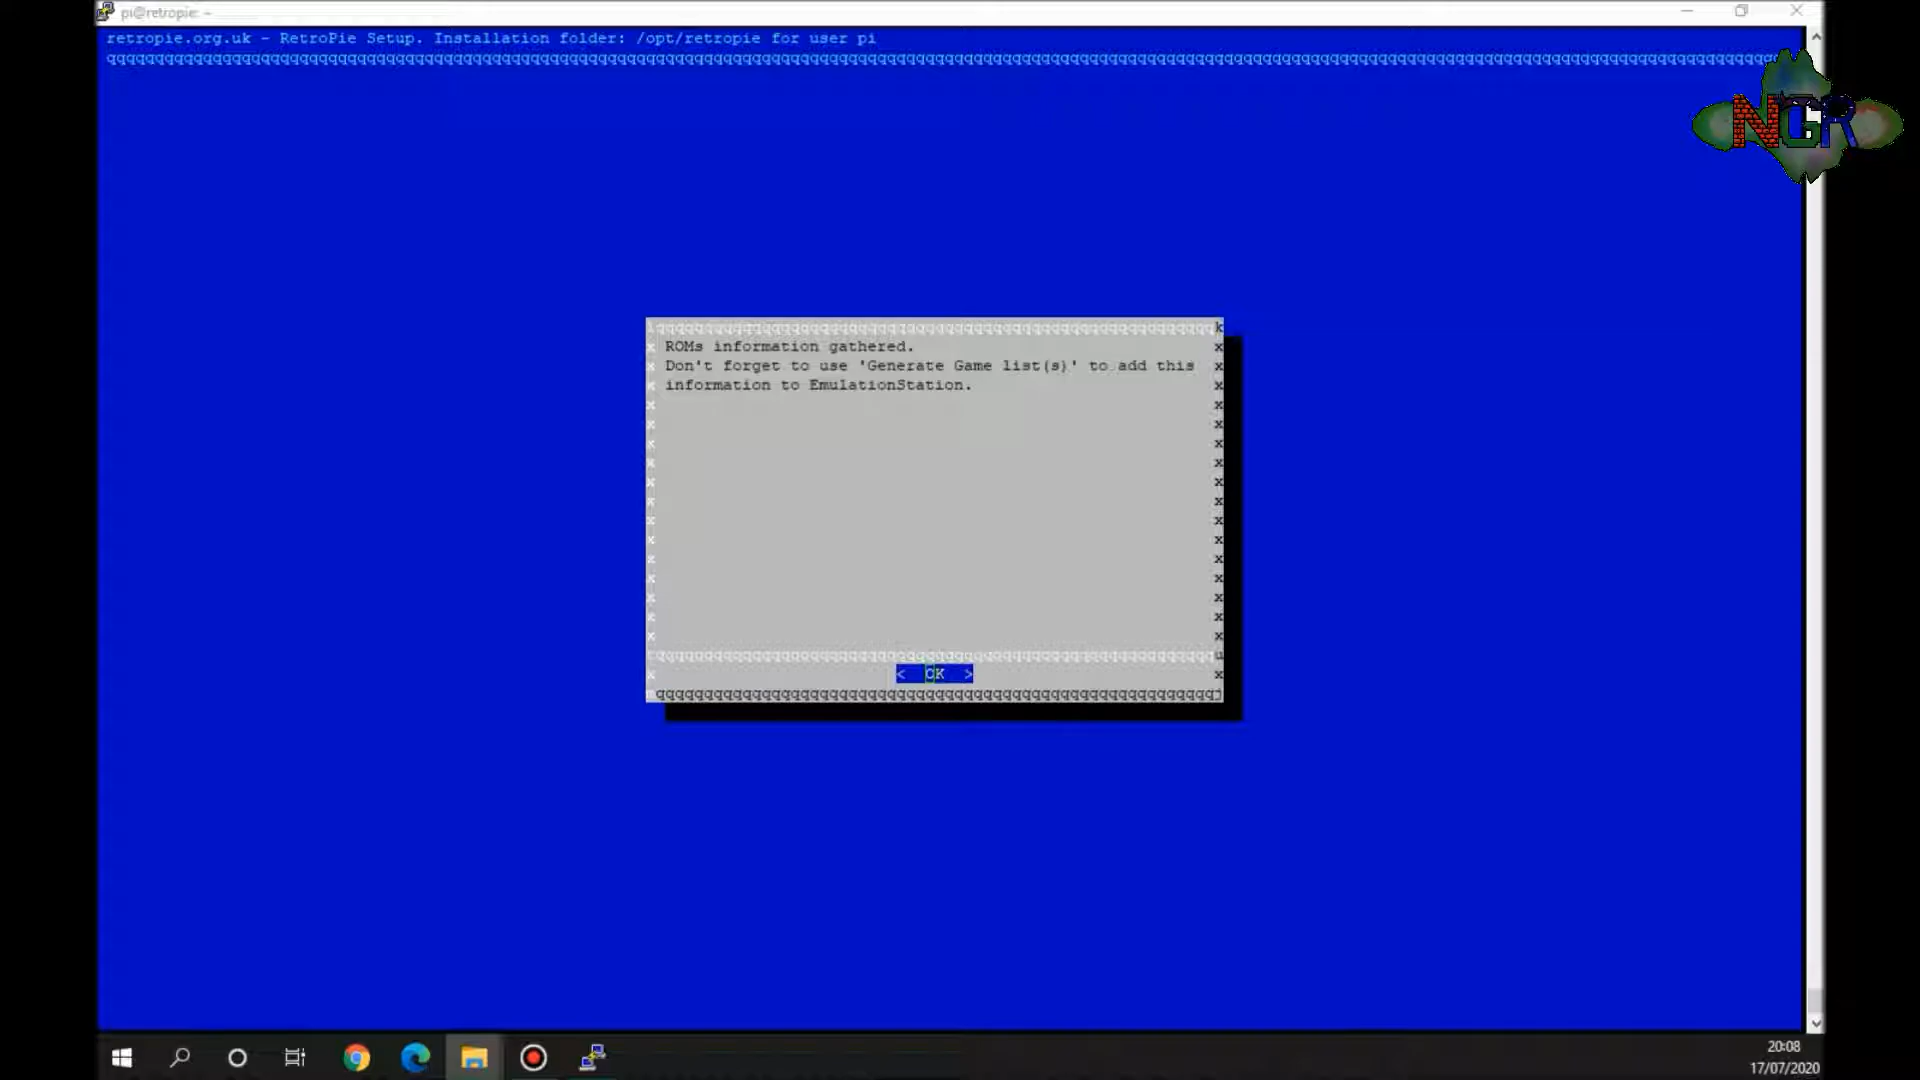 pi@retropie: ~
retropie.org.uk - RetroPie Setup. Installation folder: /opt/retropie for user pi
NGR
ROMs information gathered.
Don't forget to use 'Generate Game list(s)' to add this
information to EmulationStation.
< OK >
20:08
17/07/2020